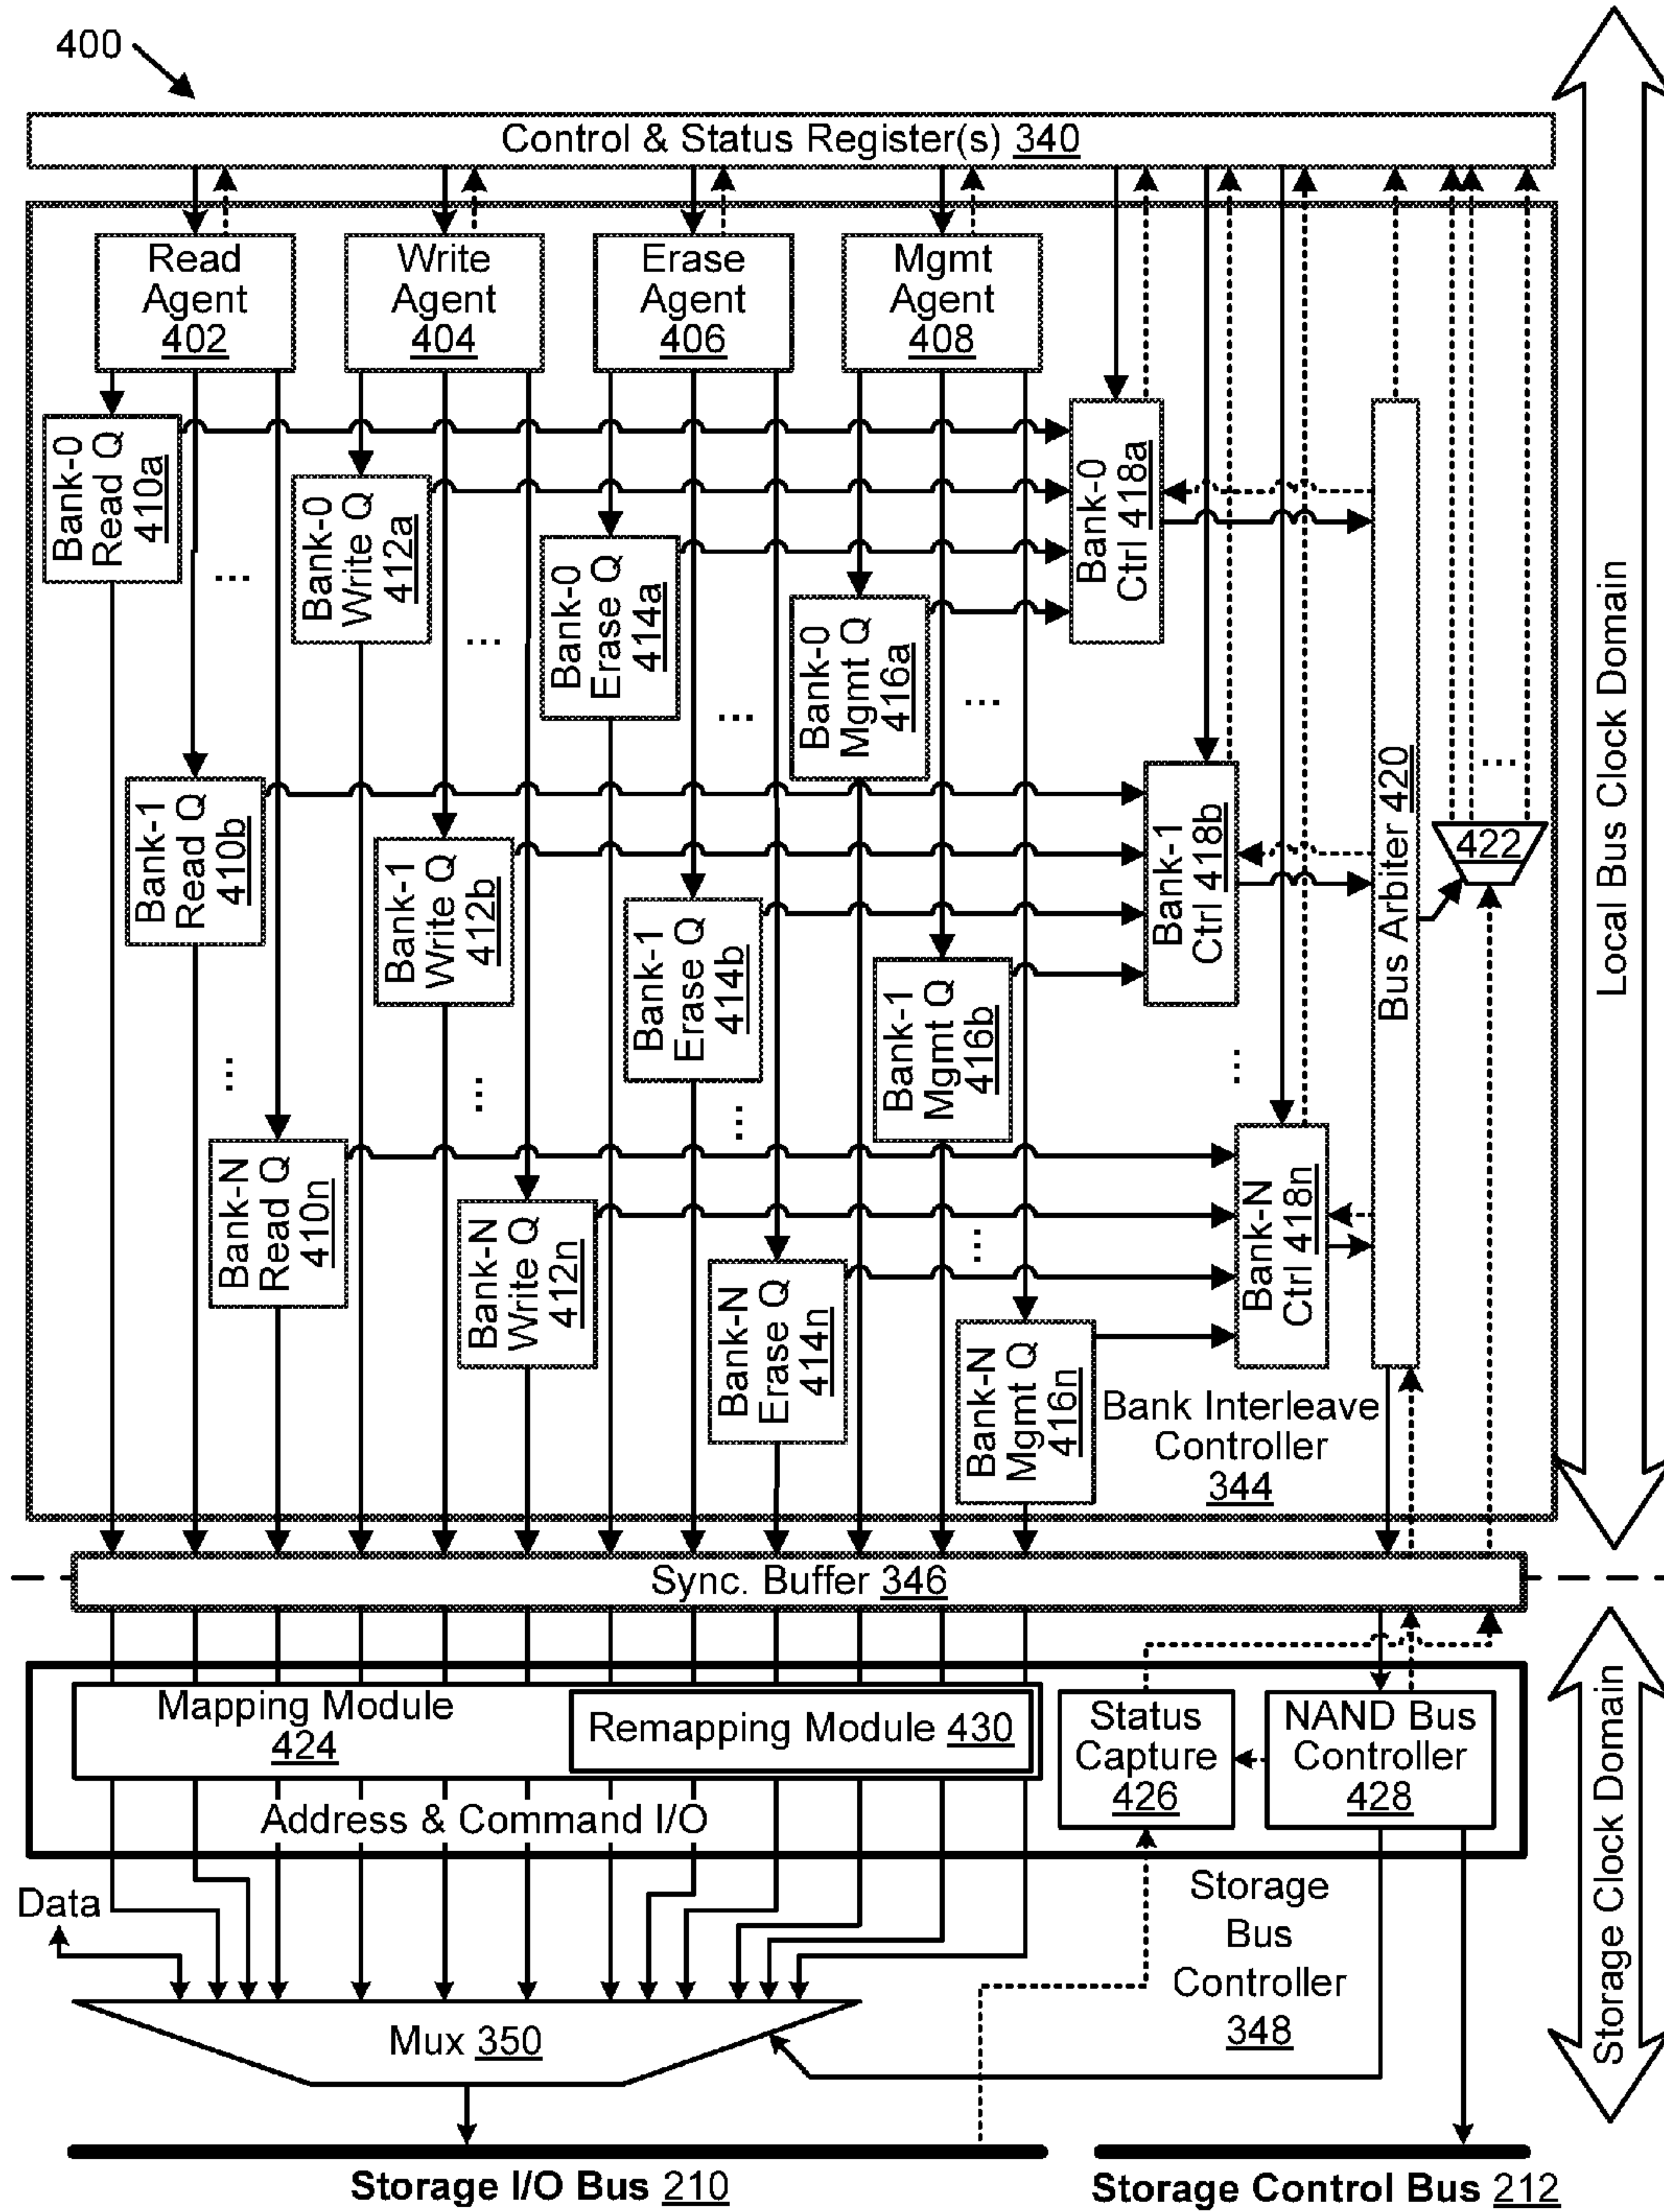 400
Control & Status Register(s) 340
Read
Agent
402
Write
Agent
404
Erase
Agent
406
Mgmt
Agent
408
Bank-0
Read Q
410a
...
Bank-0
Write Q
412a
...
Bank-0
Erase Q
414a
...
Bank-0
Mgmt Q
416a
...
Bank-0
Ctrl 418a
Bank-1
Read Q
410b
...
Bank-1
Write Q
412b
...
Bank-1
Erase Q
414b
...
Bank-1
Mgmt Q
416b
...
Bank-1
Ctrl 418b
...
Bus Arbiter 420
...
422
Bank-N
Read Q
410n
Bank-N
Write Q
412n
Bank-N
Erase Q
414n
Bank-N
Mgmt Q
416n
Bank-N
Ctrl 418n
Bank Interleave
Controller
344
Local Bus Clock Domain
Sync. Buffer 346
Mapping Module
424
Remapping Module 430
Status
Capture
426
NAND Bus
Controller
428
Address & Command I/O
Storage Clock Domain
Data
Storage
Bus
Controller
348
Mux 350
Storage I/O Bus 210
Storage Control Bus 212